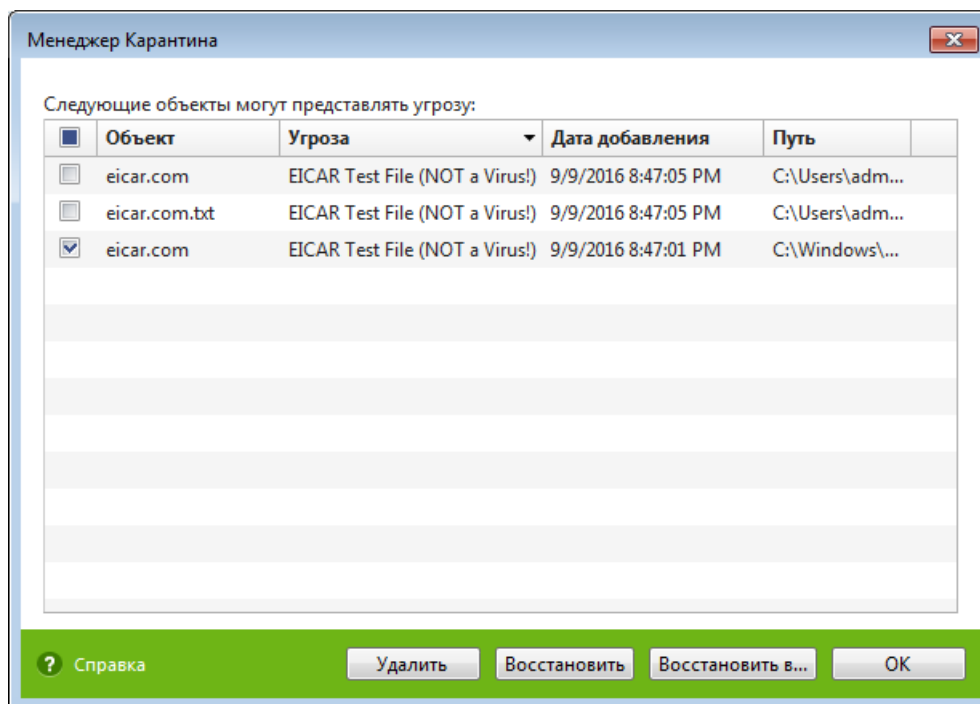 Менеджер Карантина
Следующие объекты могут представлять угрозу:
Объект Угроза Дата добавления Путь
eicar.com EICAR Test File (NOT a Virus!) 9/9/2016 8:47:05 PM C:\Users\adm...
eicar.com.txt EICAR Test File (NOT a Virus!) 9/9/2016 8:47:05 PM C:\Users\adm...
eicar.com EICAR Test File (NOT a Virus!) 9/9/2016 8:47:01 PM C:\Windows\...
? Справка Удалить Восстановить Восстановить в... OK